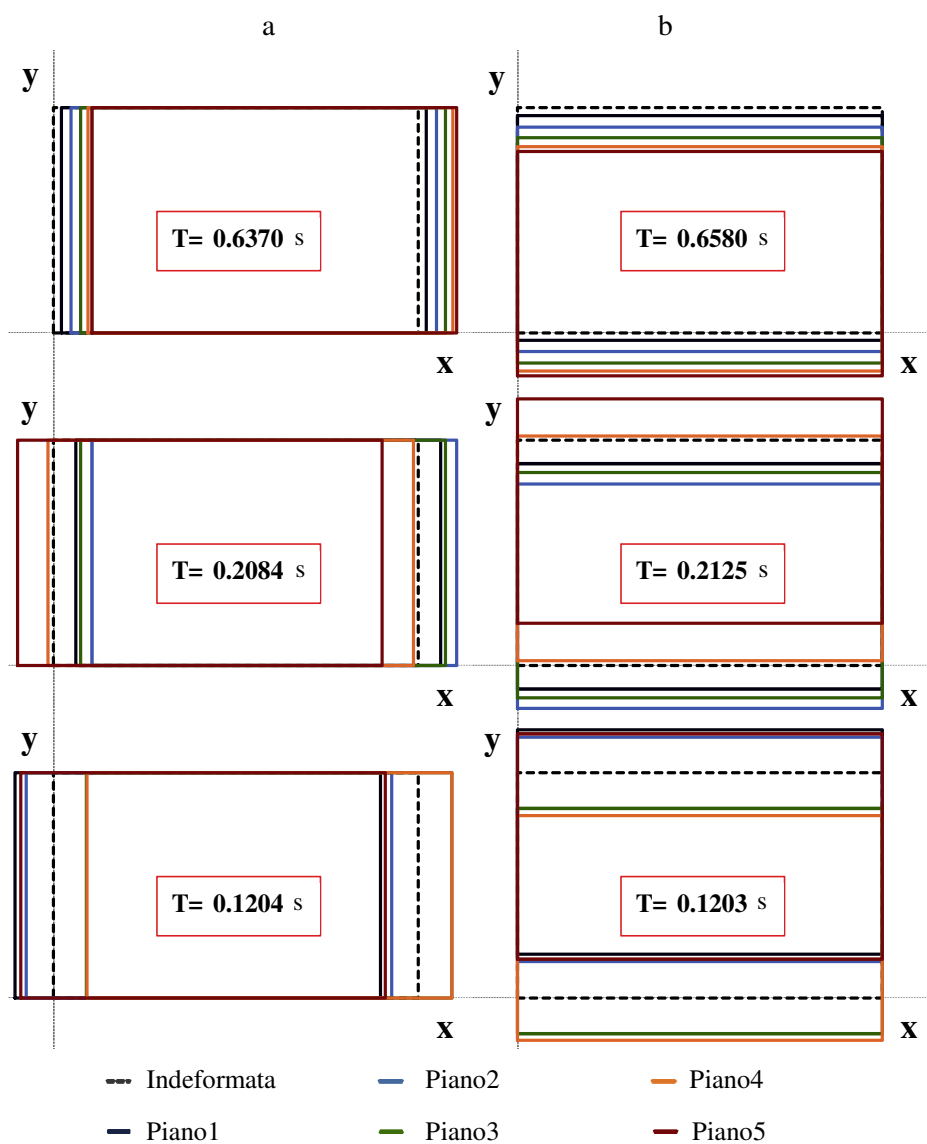 a b
y y
T= 0.6370 s T= 0.6580 s
x x
y y
T= 0.2084 s T= 0.2125 s
x x
y y
T= 0.1204 s T= 0.1203 s
x x
Indeformata Piano2 Piano4
Piano1 Piano3 Piano5